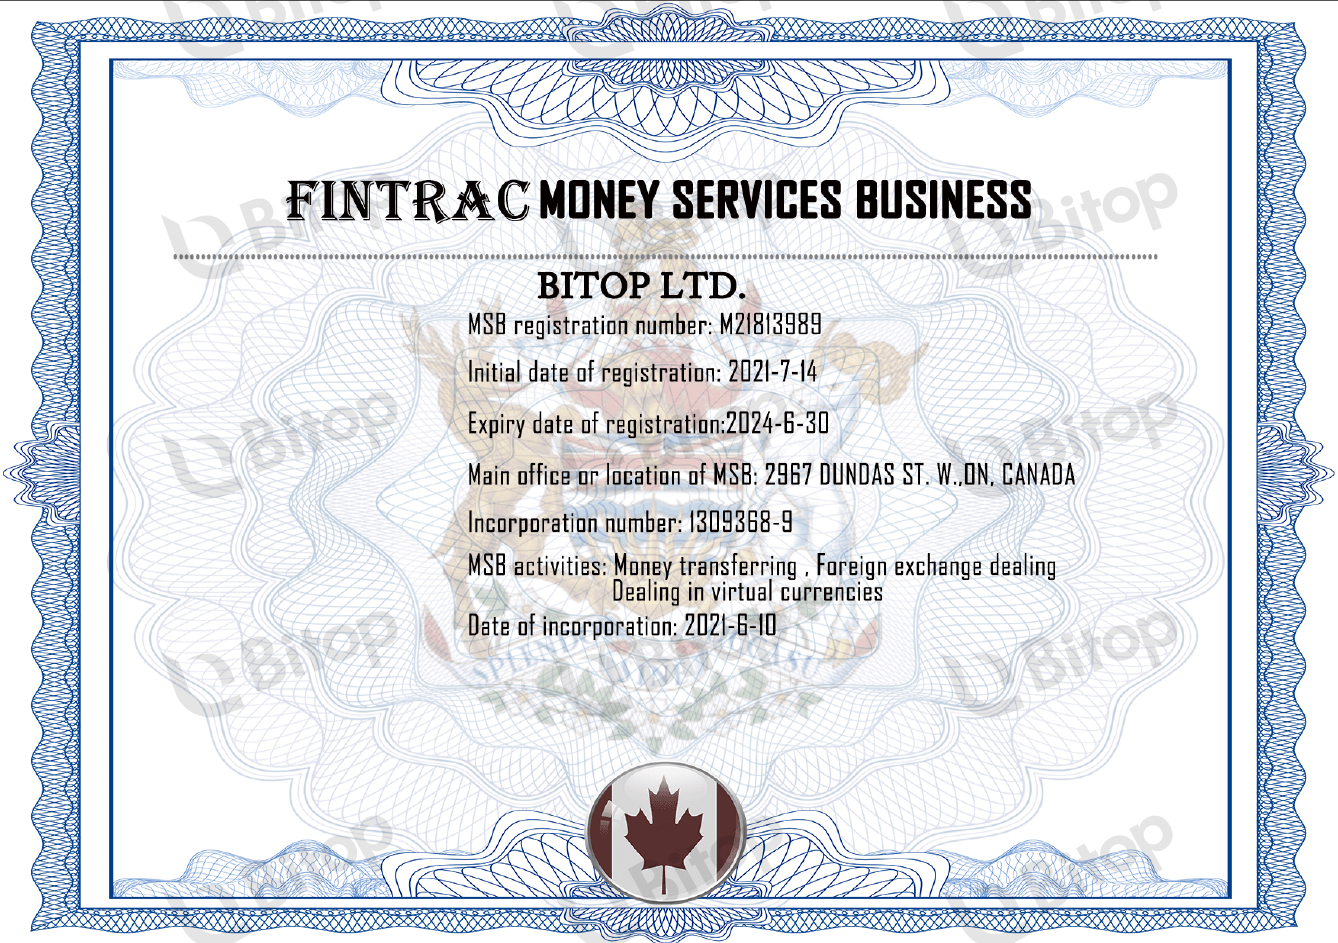 FINTRAC MONEY SERVICES BUSINESS
BITOP LTD.
MSB registration number: M21813989
Initial date of registration: 2021-7-14
Expiry date of registration:2024-6-30
Main office or location of MSB: 2967 DUNDAS ST. W.,ON, CANADA
Incorporation number: 1309368-9
MSB activities: Money transferring , Foreign exchange dealing
Dealing in virtual currencies
Date of incorporation: 2021-6-10
Bitop
Bitop
Bitop
Bitop
Bitop
Bitop
Bitop
Bitop